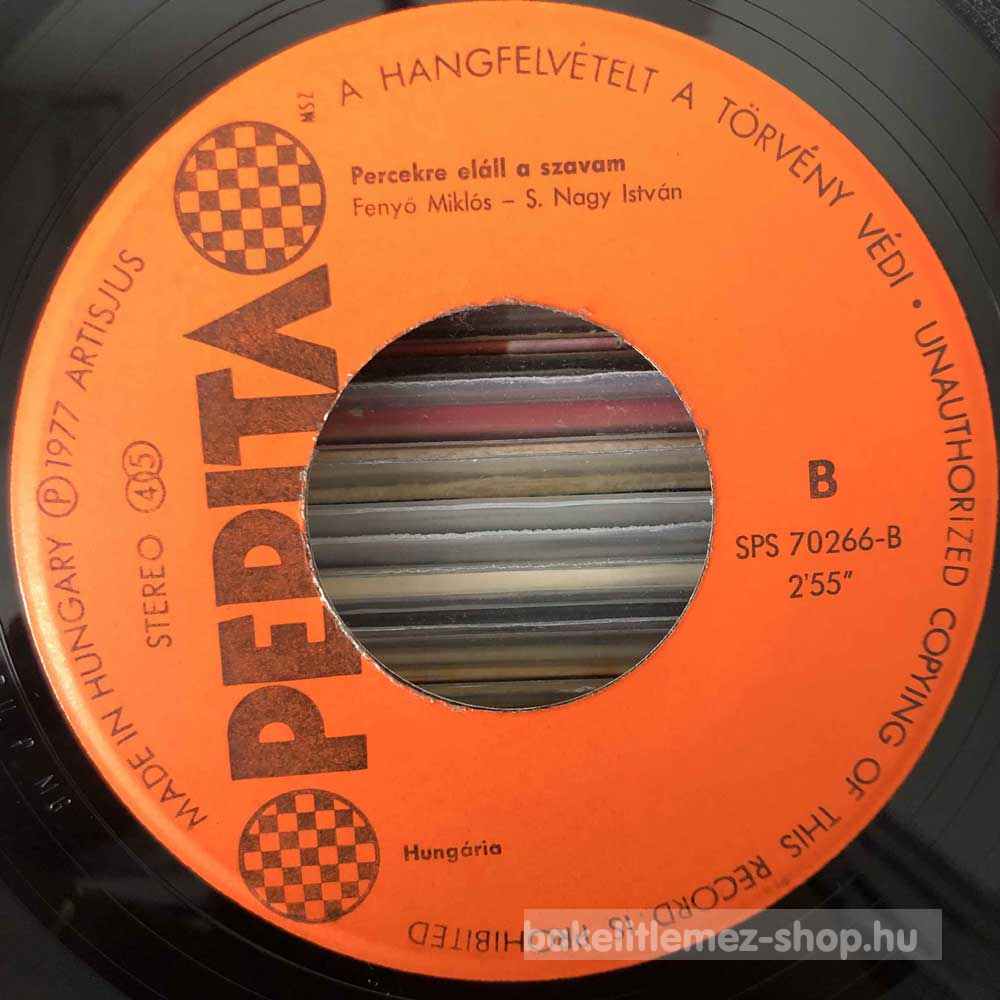 A HANGFELVÉTELT A TÖRVÉNY VÉDI • UNAUTHORIZED COPYING OF THIS RECORD IS PROHIBITED
MSZ
Percekre eláll a szavam
Fenyő Miklós – S. Nagy István
MADE IN HUNGARY Ⓟ 1977 ARTISJUS
STEREO 45
PEPITA
B
SPS 70266-B
2'55"
Hungária
bakelitlemez-shop.hu